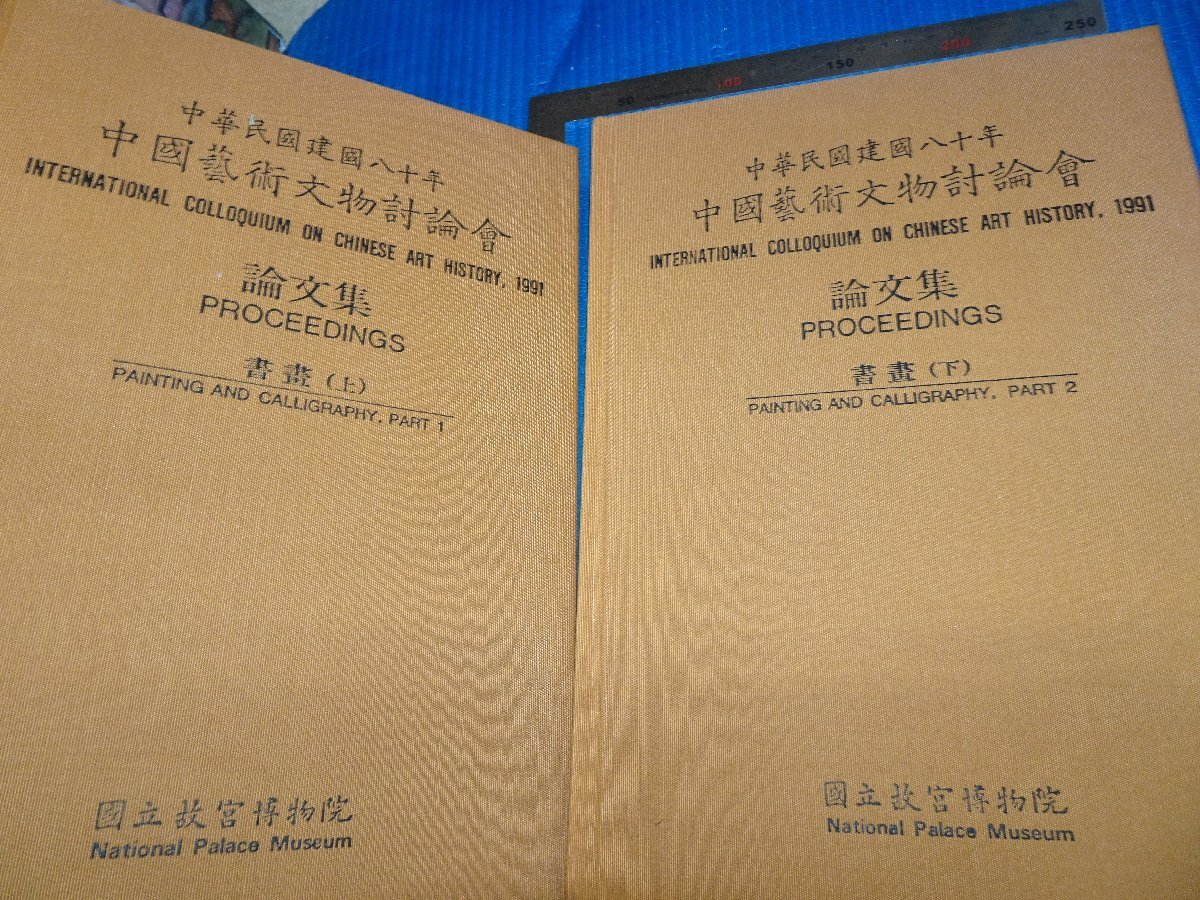 中華民國建國八十年
中國藝術文物討論會
INTERNATIONAL COLLOQUIUM ON CHINESE ART HISTORY, 1991
論文集
PROCEEDINGS
書畫(上)
PAINTING AND CALLIGRAPHY, PART 1
國立故宮博物院
National Palace Museum
50
100
150
200
250
中華民國建國八十年
中國藝術文物討論會
INTERNATIONAL COLLOQUIUM ON CHINESE ART HISTORY, 1991
論文集
PROCEEDINGS
書畫(下)
PAINTING AND CALLIGRAPHY, PART 2
國立故宮博物院
National Palace Museum